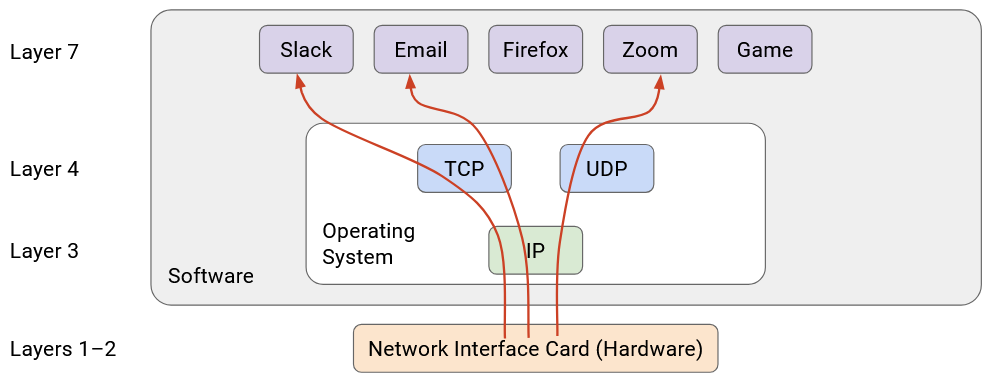 Layer 7
Slack
Email
Firefox
Zoom
Game
Layer 4
TCP
UDP
Layer 3
Operating
System
IP
Software
Layers 1–2
Network Interface Card (Hardware)